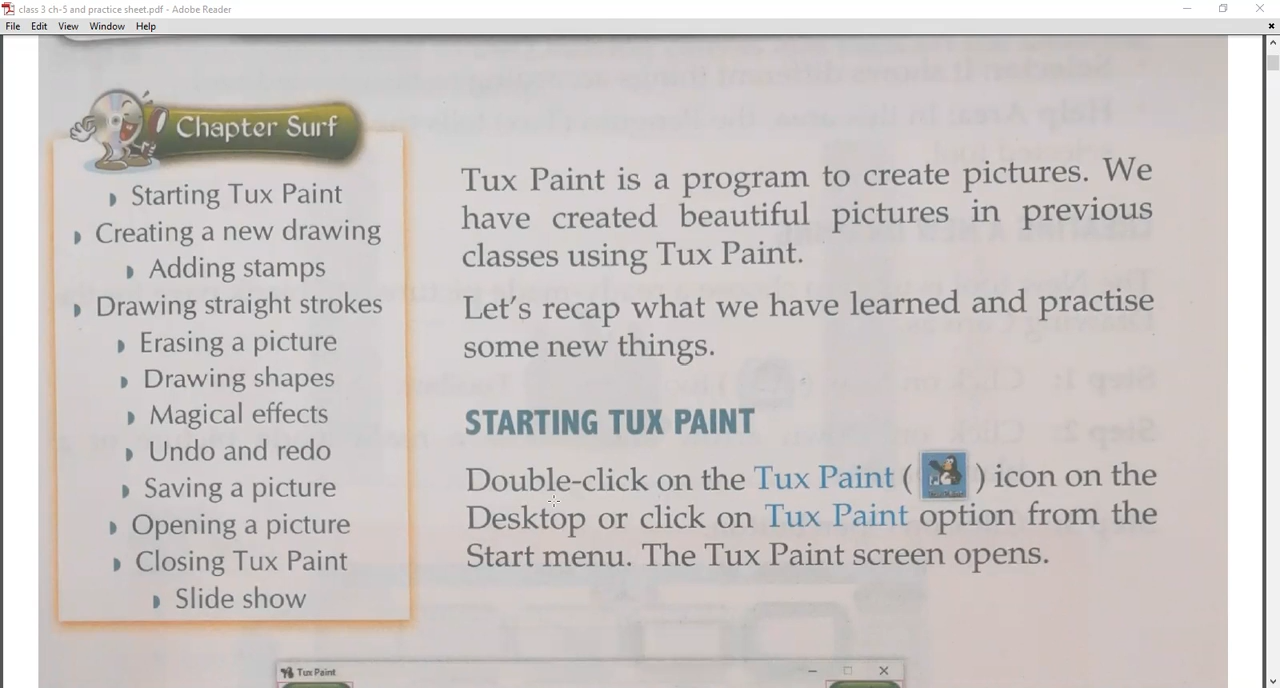 class 3 ch-5 and practice sheet.pdf - Adobe Reader
File Edit View Window Help
Chapter Surf
Starting Tux Paint
Creating a new drawing
Adding stamps
Drawing straight strokes
Erasing a picture
Drawing shapes
Magical effects
Undo and redo
Saving a picture
Opening a picture
Closing Tux Paint
Slide show
Tux Paint is a program to create pictures. We
have created beautiful pictures in previous
classes using Tux Paint.
Let's recap what we have learned and practise
some new things.
STARTING TUX PAINT
Double-click on the Tux Paint ( ) icon on the
Desktop or click on Tux Paint option from the
Start menu. The Tux Paint screen opens.
Tux Paint